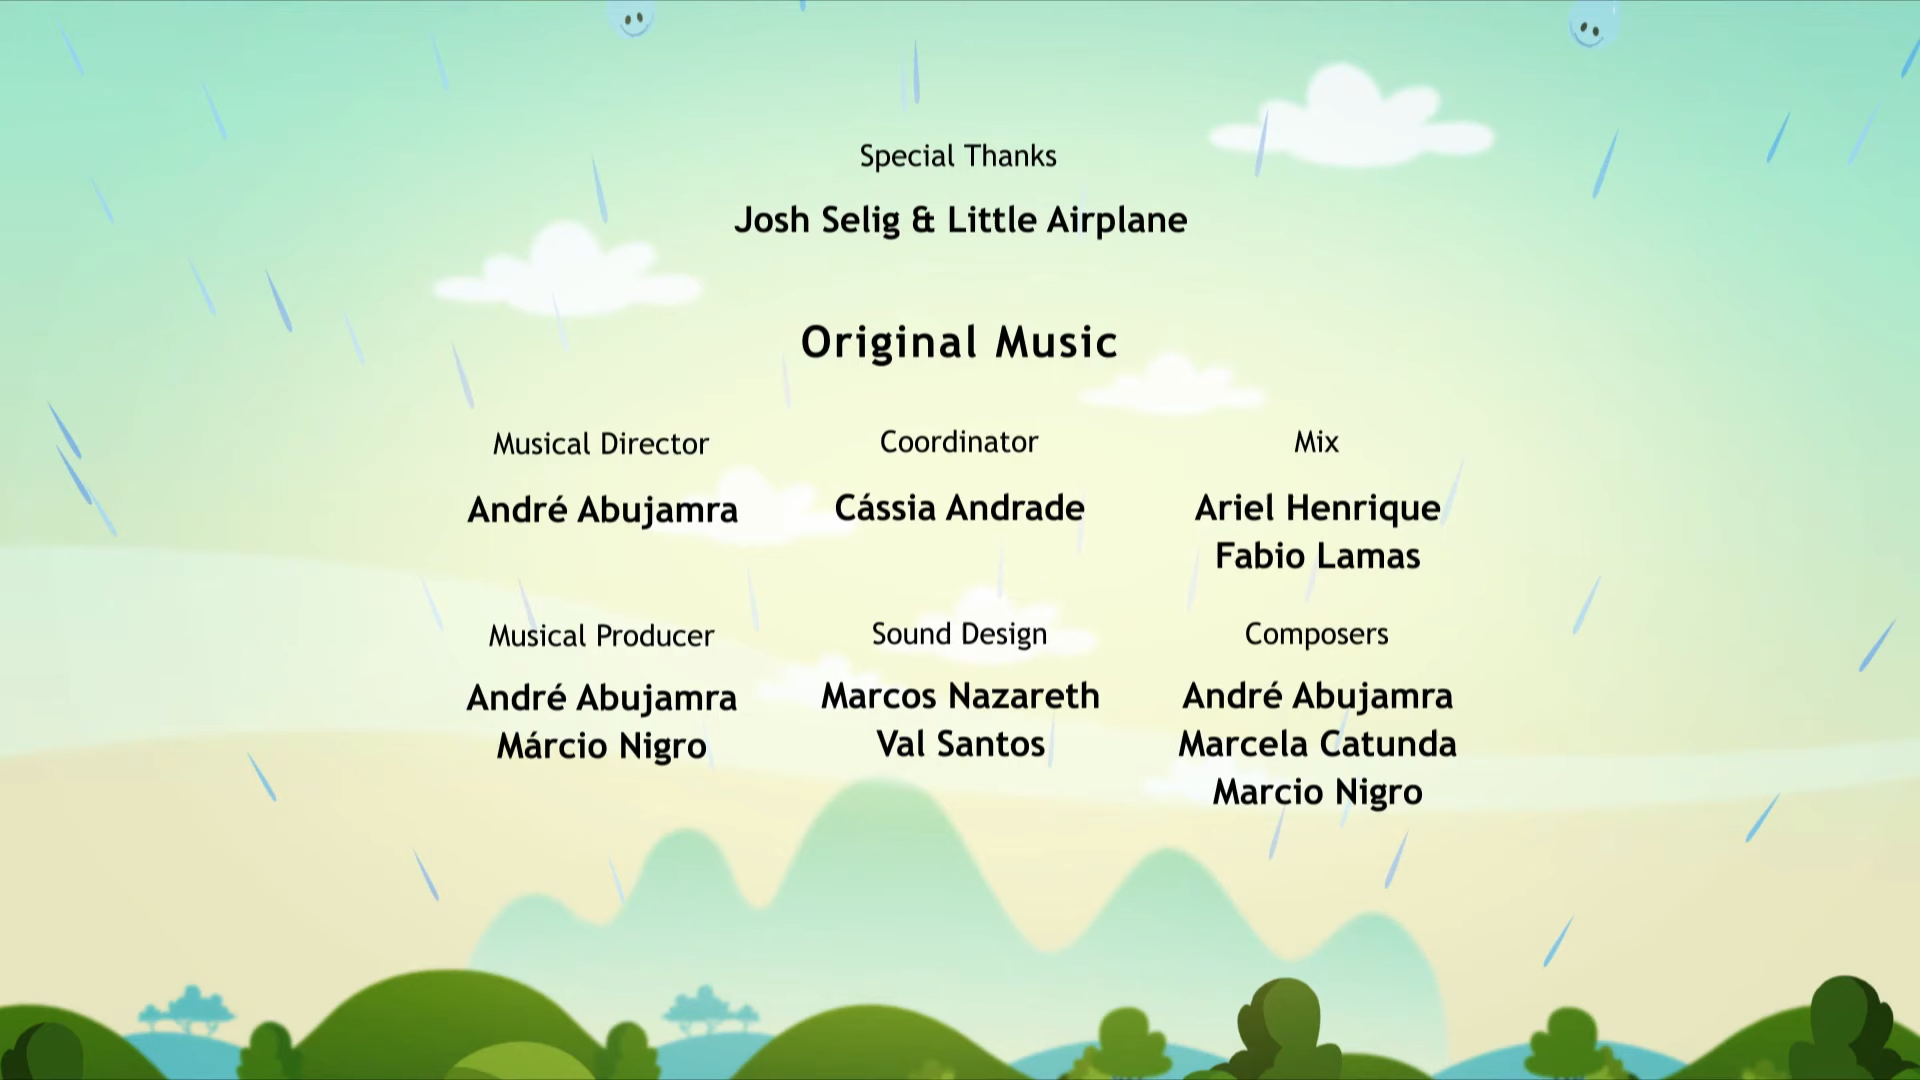 Special Thanks
Josh Selig & Little Airplane
Original Music
Musical Director
André Abujamra
Coordinator
Cássia Andrade
Mix
Ariel Henrique
Fabio Lamas
Musical Producer
André Abujamra
Márcio Nigro
Sound Design
Marcos Nazareth
Val Santos
Composers
André Abujamra
Marcela Catunda
Marcio Nigro